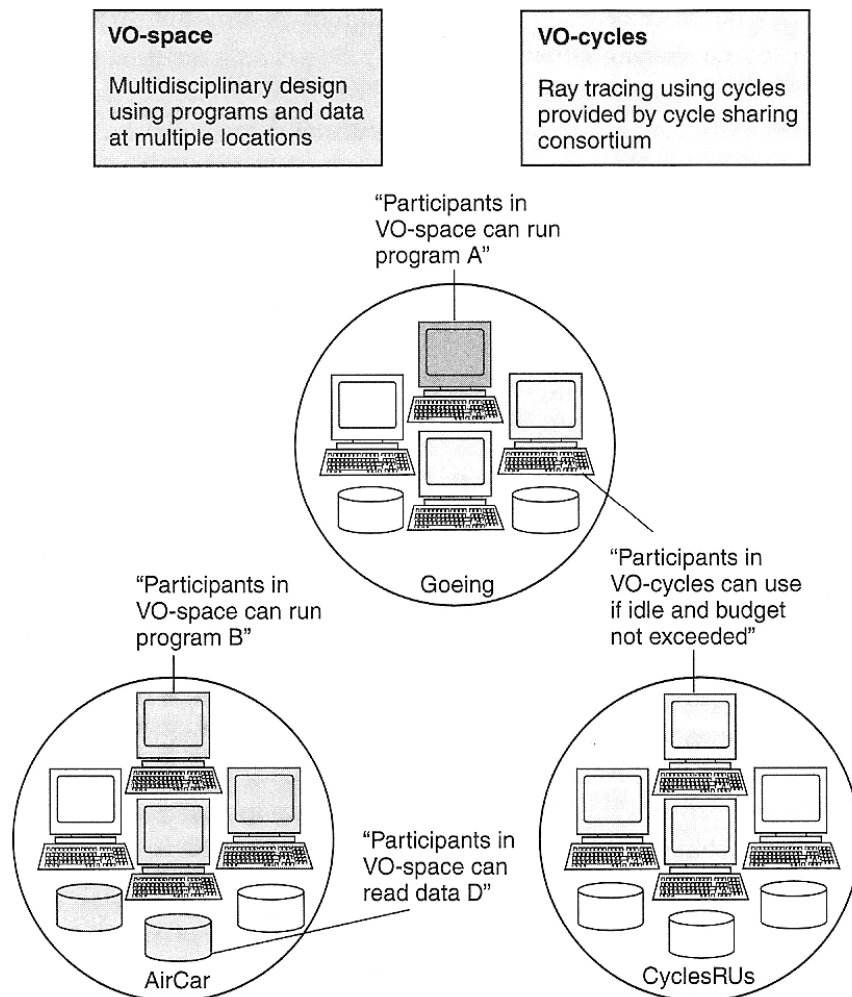 VO-space
Multidisciplinary design
using programs and data
at multiple locations
VO-cycles
Ray tracing using cycles
provided by cycle sharing
consortium
“Participants in
VO-space can run
program A”
Goeing
“Participants in
VO-cycles can use
if idle and budget
not exceeded”
“Participants in
VO-space can run
program B”
“Participants in
VO-space can
read data D”
AirCar
CyclesRUs